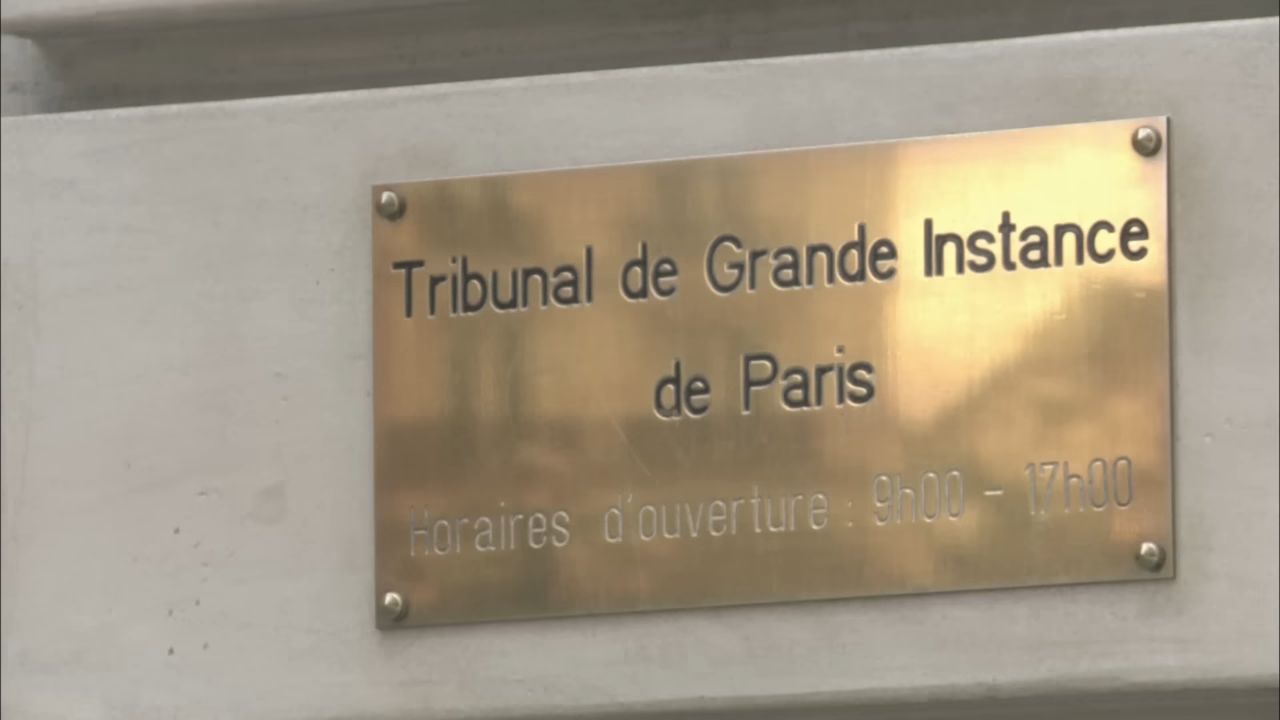 Tribunal de Grande Instance
de Paris
Horaires d'ouverture : 9h00 - 17h00